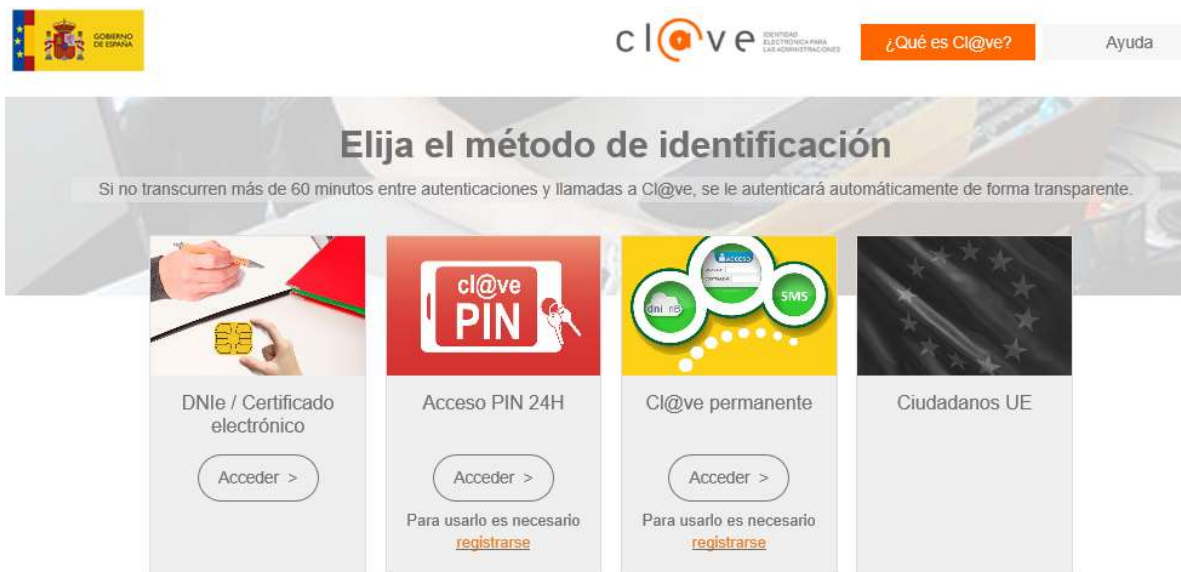 GOBIERNO
DE ESPAÑA
cl@ve
IDENTIDAD
ELECTRÓNICA PARA
LAS ADMINISTRACIONES
¿Qué es Cl@ve?
Ayuda
Elija el método de identificación
Si no transcurren más de 60 minutos entre autenticaciones y llamadas a Cl@ve, se le autenticará automáticamente de forma transparente.
cl@ve
PIN
ACCESO
SMS
DNIe / Certificado
electrónico
Acceder >
Acceso PIN 24H
Acceder >
Para usarlo es necesario
registrarse
Cl@ve permanente
Acceder >
Para usarlo es necesario
registrarse
Ciudadanos UE